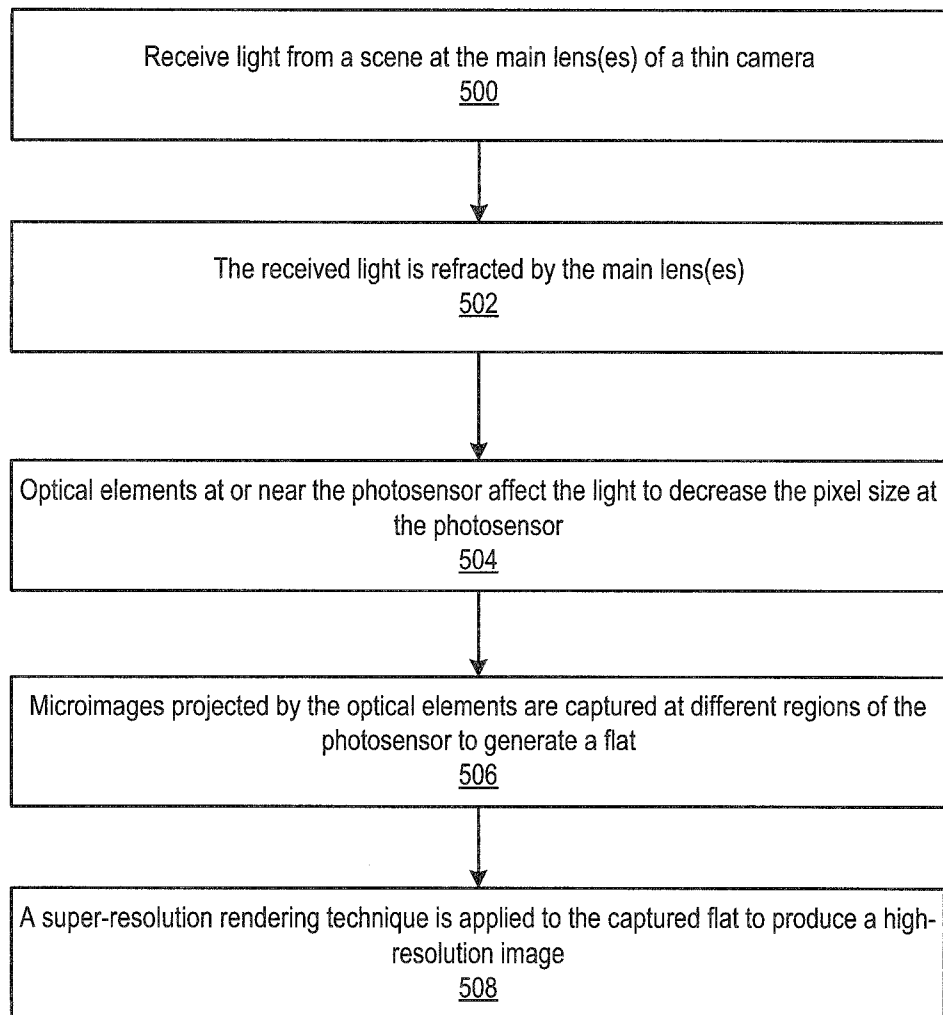 Receive light from a scene at the main lens(es) of a thin camera
500
The received light is refracted by the main lens(es)
502
Optical elements at or near the photosensor affect the light to decrease the pixel size at
the photosensor
504
Microimages projected by the optical elements are captured at different regions of the
photosensor to generate a flat
506
A super-resolution rendering technique is applied to the captured flat to produce a high-
resolution image
508